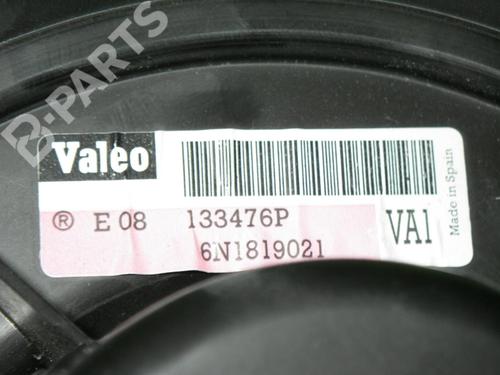 B-PARTS
Valeo
® E 08 133476P
6N1819021
VA1
Made in Spain